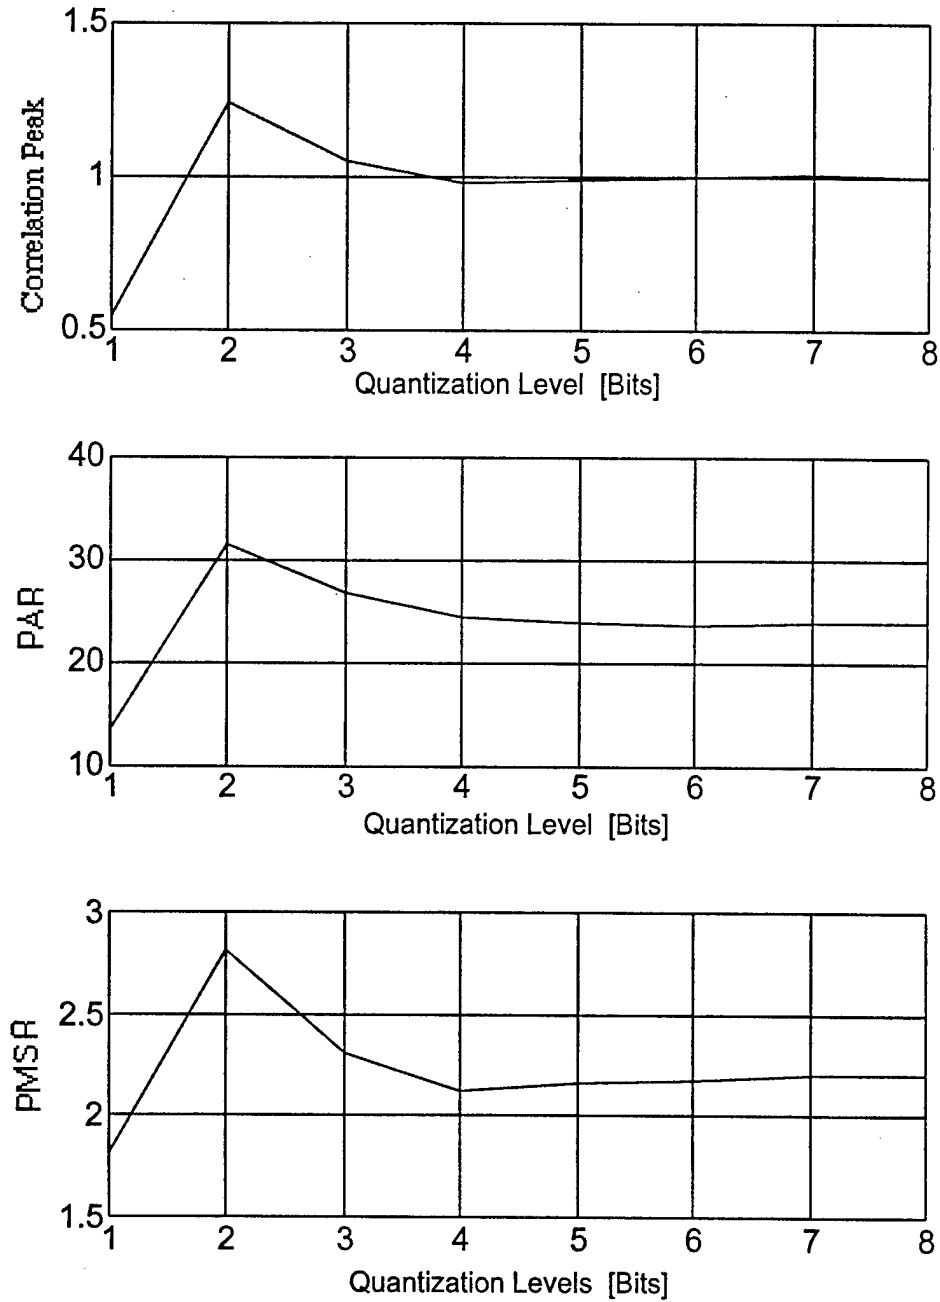 1.5
1
0.5
Correlation Peak
1 2 3 4 5 6 7 8
Quantization Level [Bits]
40
30
20
10
PAR
1 2 3 4 5 6 7 8
Quantization Level [Bits]
3
2.5
2
1.5
PMSR
1 2 3 4 5 6 7 8
Quantization Levels [Bits]